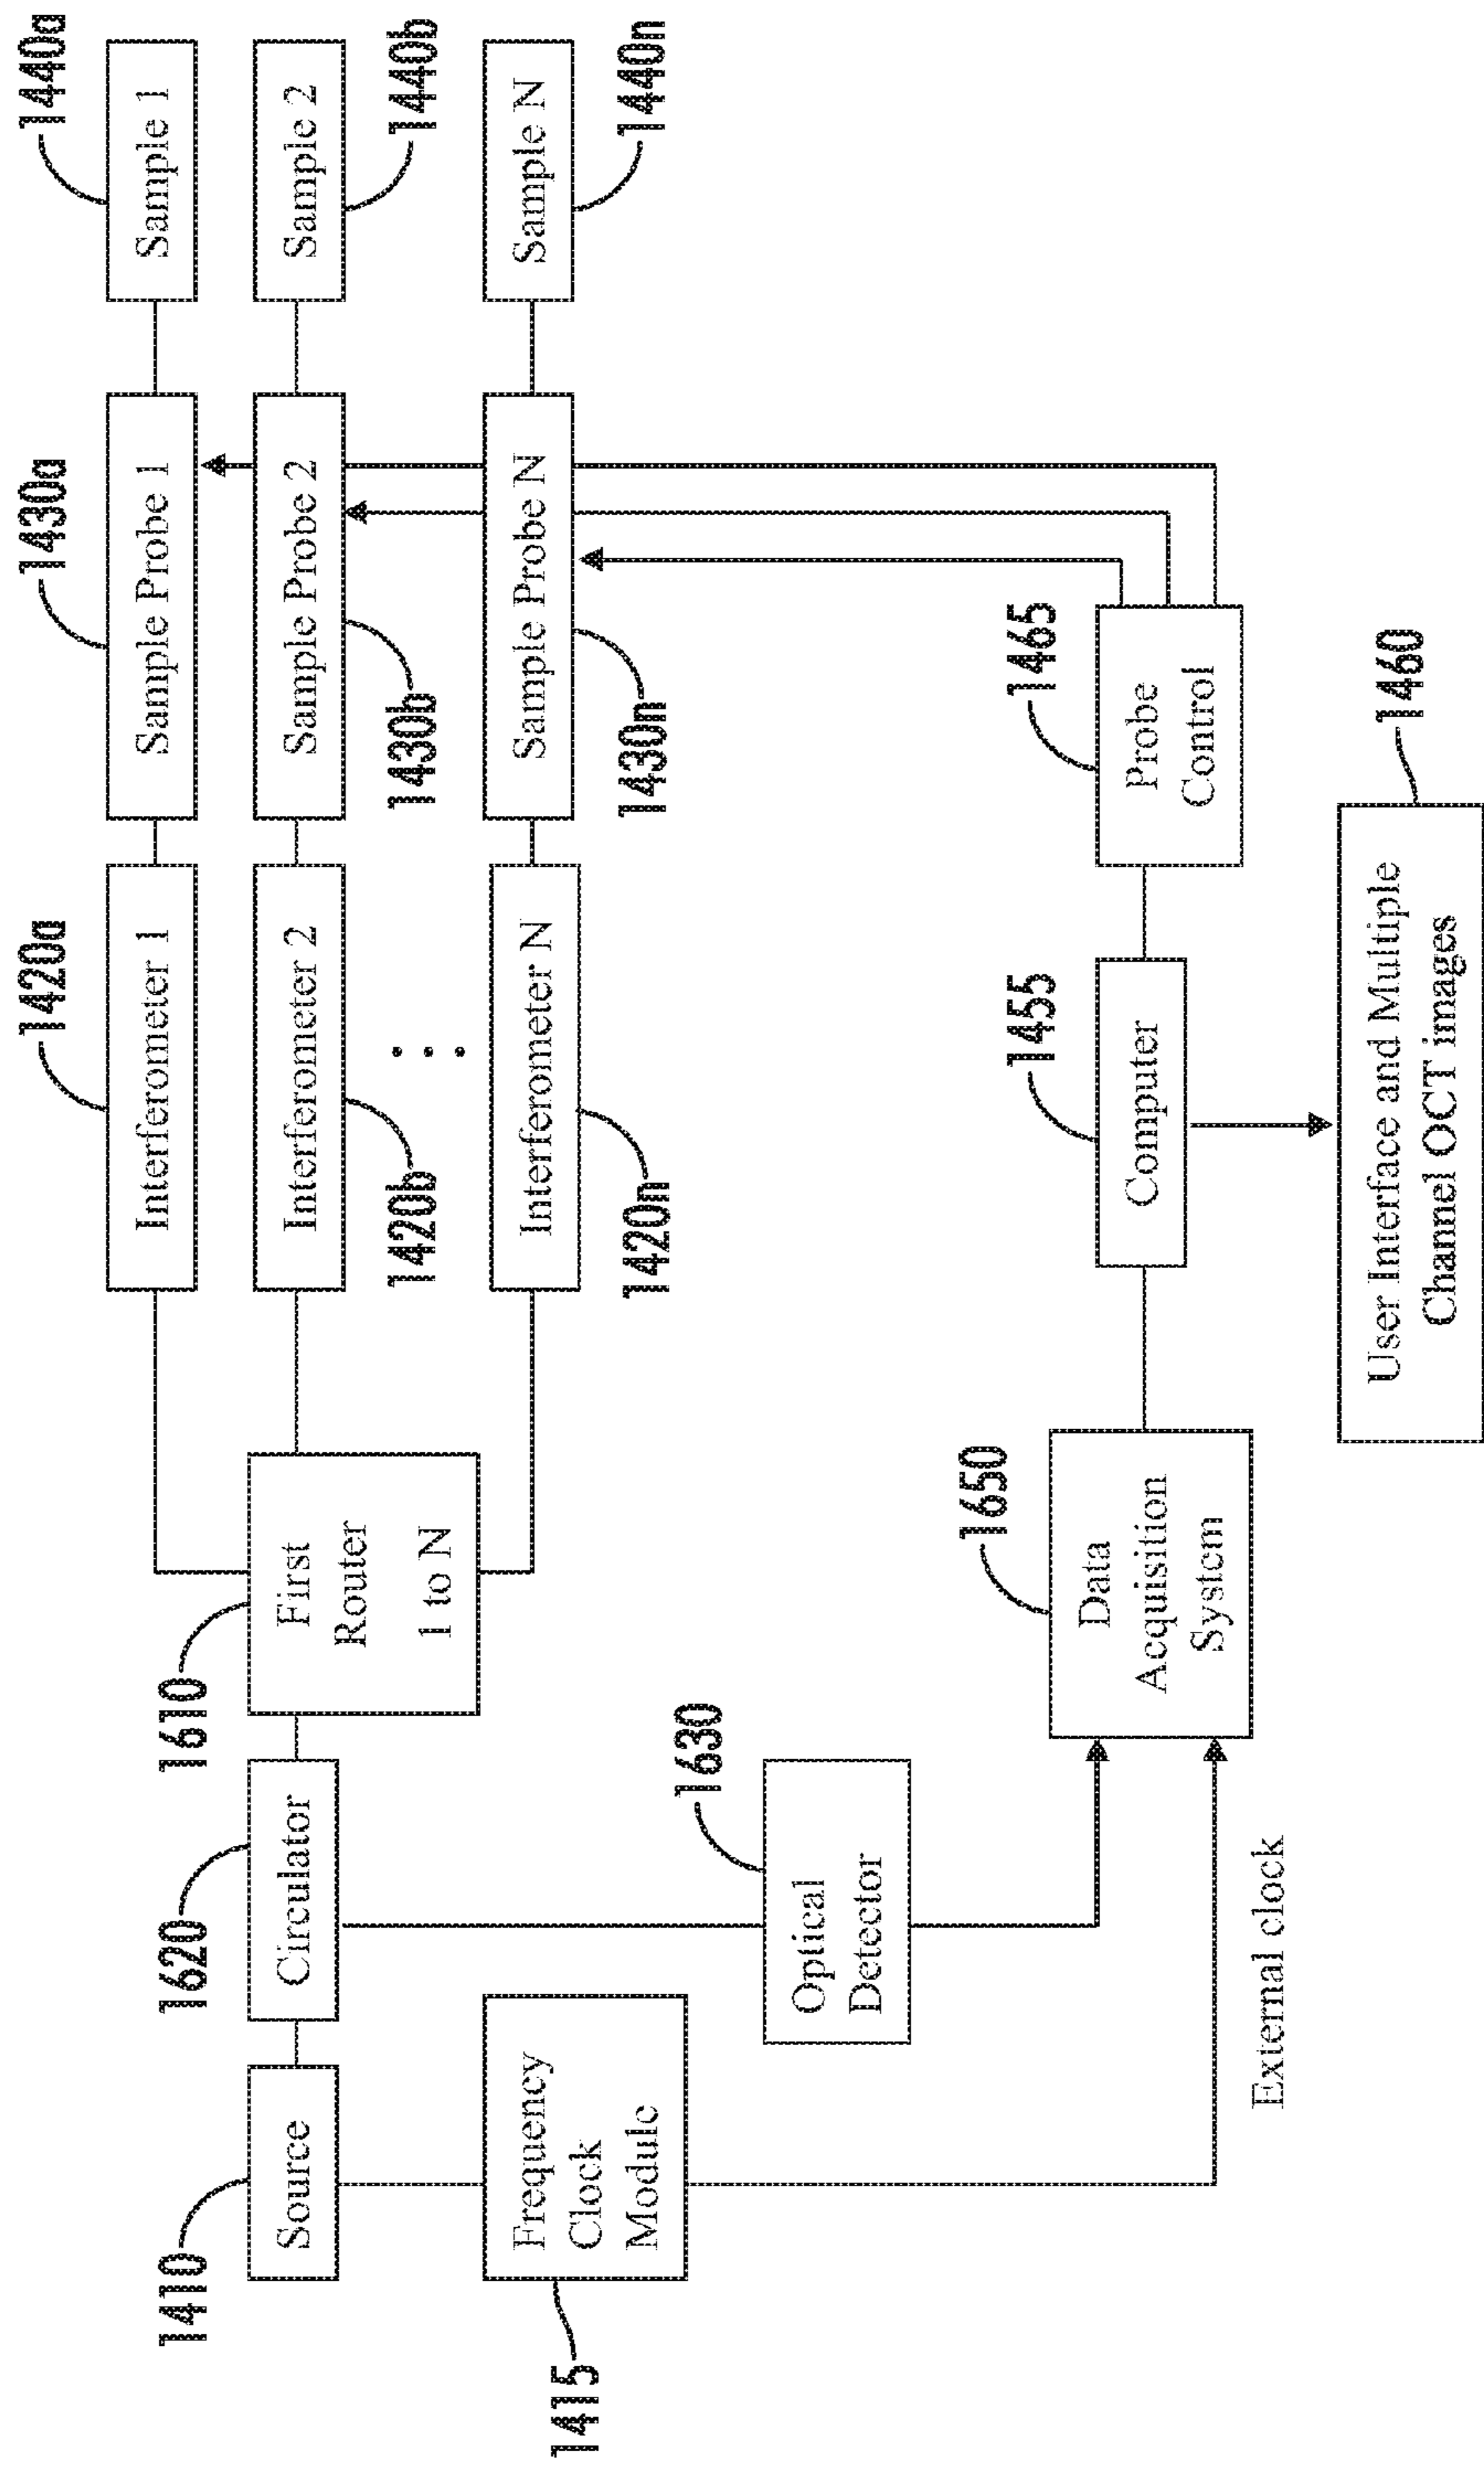 1420a
1430a
1440a
Interferometer 1
Sample Probe 1
Sample 1
1410
1620
1610
Source
Circulator
First
Router
1 to N
Interferometer 2
Sample Probe 2
Sample 2
1420b
1430b
1440b
1415
Frequency
Clock
Module
Interferometer N
Sample Probe N
Sample N
1420n
1430n
1440n
1630
Optical
Detector
1650
1455
1465
Data
Acquisition
System
Computer
Probe
Control
External clock
1460
User Interface and Multiple
Channel OCT images